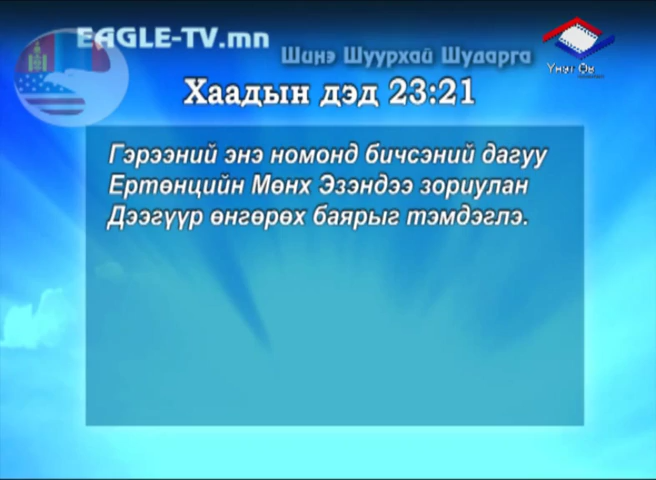 EAGLE-TV.mn
Шинэ Шуурхай Шударга
Хаадын дэд 23:21
Гэрээний энэ номонд бичсэний дагуу
Ертөнцийн Мөнх Эзэндээ зориулан
Дээгүүр өнгөрөх баярыг тэмдэглэ.